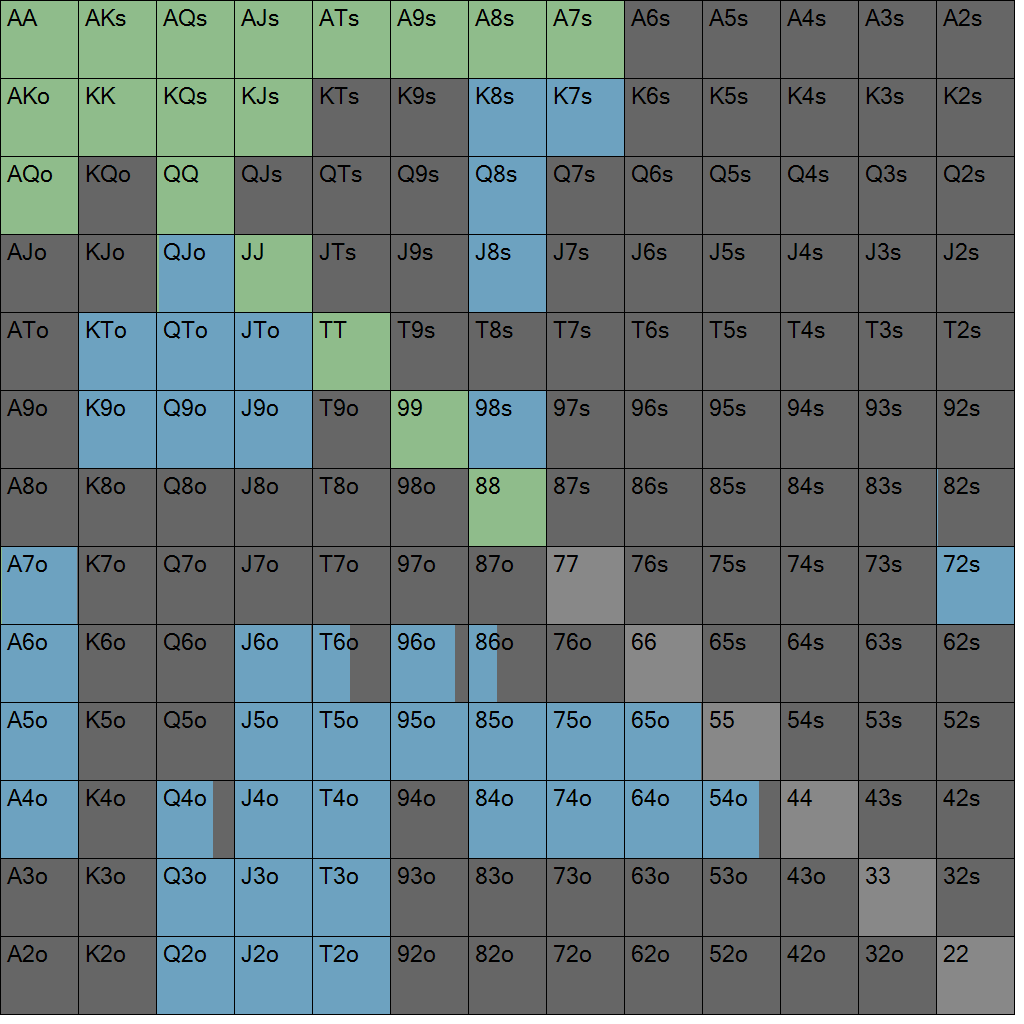 AA AKs AQs AJs ATs A9s A8s A7s A6s A5s A4s A3s A2s
AKo KK KQs KJs KTs K9s K8s K7s K6s K5s K4s K3s K2s
AQo KQo QQ QJs QTs Q9s Q8s Q7s Q6s Q5s Q4s Q3s Q2s
AJo KJo QJo JJ JTs J9s J8s J7s J6s J5s J4s J3s J2s
ATo KTo QTo JTo TT T9s T8s T7s T6s T5s T4s T3s T2s
A9o K9o Q9o J9o T9o 99 98s 97s 96s 95s 94s 93s 92s
A8o K8o Q8o J8o T8o 98o 88 87s 86s 85s 84s 83s 82s
A7o K7o Q7o J7o T7o 97o 87o 77 76s 75s 74s 73s 72s
A6o K6o Q6o J6o T6o 96o 86o 76o 66 65s 64s 63s 62s
A5o K5o Q5o J5o T5o 95o 85o 75o 65o 55 54s 53s 52s
A4o K4o Q4o J4o T4o 94o 84o 74o 64o 54o 44 43s 42s
A3o K3o Q3o J3o T3o 93o 83o 73o 63o 53o 43o 33 32s
A2o K2o Q2o J2o T2o 92o 82o 72o 62o 52o 42o 32o 22